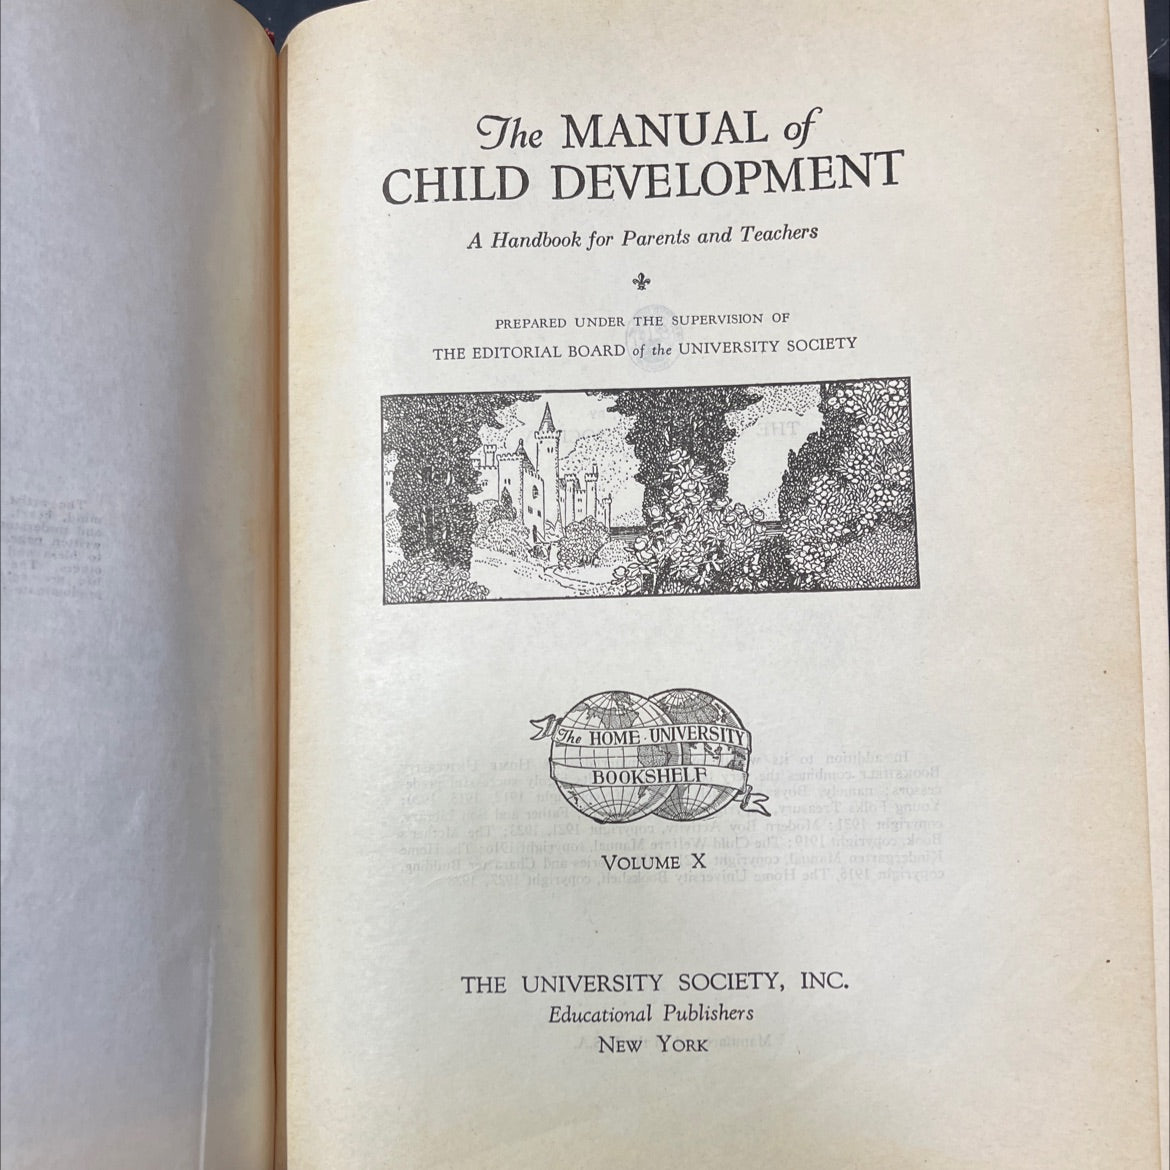 The MANUAL of
CHILD DEVELOPMENT
A Handbook for Parents and Teachers
PREPARED UNDER THE SUPERVISION OF
THE EDITORIAL BOARD of the UNIVERSITY SOCIETY
The HOME UNIVERSITY
BOOKSHELF
VOLUME X
THE UNIVERSITY SOCIETY, INC.
Educational Publishers
NEW YORK